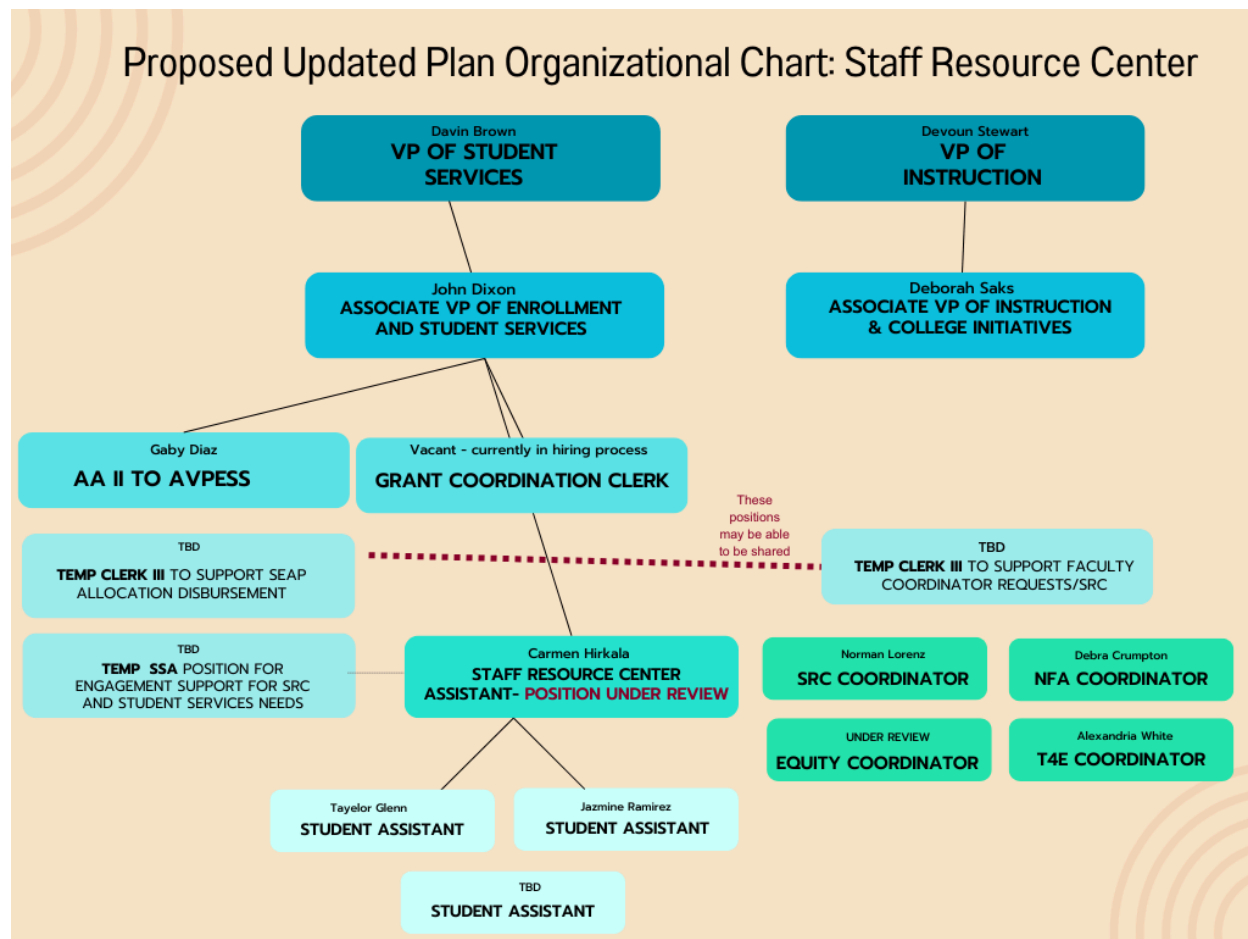 Proposed Updated Plan Organizational Chart: Staff Resource Center
Davin Brown
VP OF STUDENT
SERVICES
Devoun Stewart
VP OF
INSTRUCTION
John Dixon
ASSOCIATE VP OF ENROLLMENT
AND STUDENT SERVICES
Deborah Saks
ASSOCIATE VP OF INSTRUCTION
& COLLEGE INITIATIVES
Gaby Diaz
AA II TO AVPESS
Vacant - currently in hiring process
GRANT COORDINATION CLERK
These
positions
may be able
to be shared
TBD
TEMP CLERK III TO SUPPORT SEAP
ALLOCATION DISBURSEMENT
TBD
TEMP CLERK III TO SUPPORT FACULTY
COORDINATOR REQUESTS/SRC
TBD
TEMP SSA POSITION FOR
ENGAGEMENT SUPPORT FOR SRC
AND STUDENT SERVICES NEEDS
Carmen Hirkala
STAFF RESOURCE CENTER
ASSISTANT- POSITION UNDER REVIEW
Norman Lorenz
SRC COORDINATOR
Debra Crumpton
NFA COORDINATOR
UNDER REVIEW
EQUITY COORDINATOR
Alexandria White
T4E COORDINATOR
Tayelor Glenn
STUDENT ASSISTANT
Jazmine Ramirez
STUDENT ASSISTANT
TBD
STUDENT ASSISTANT